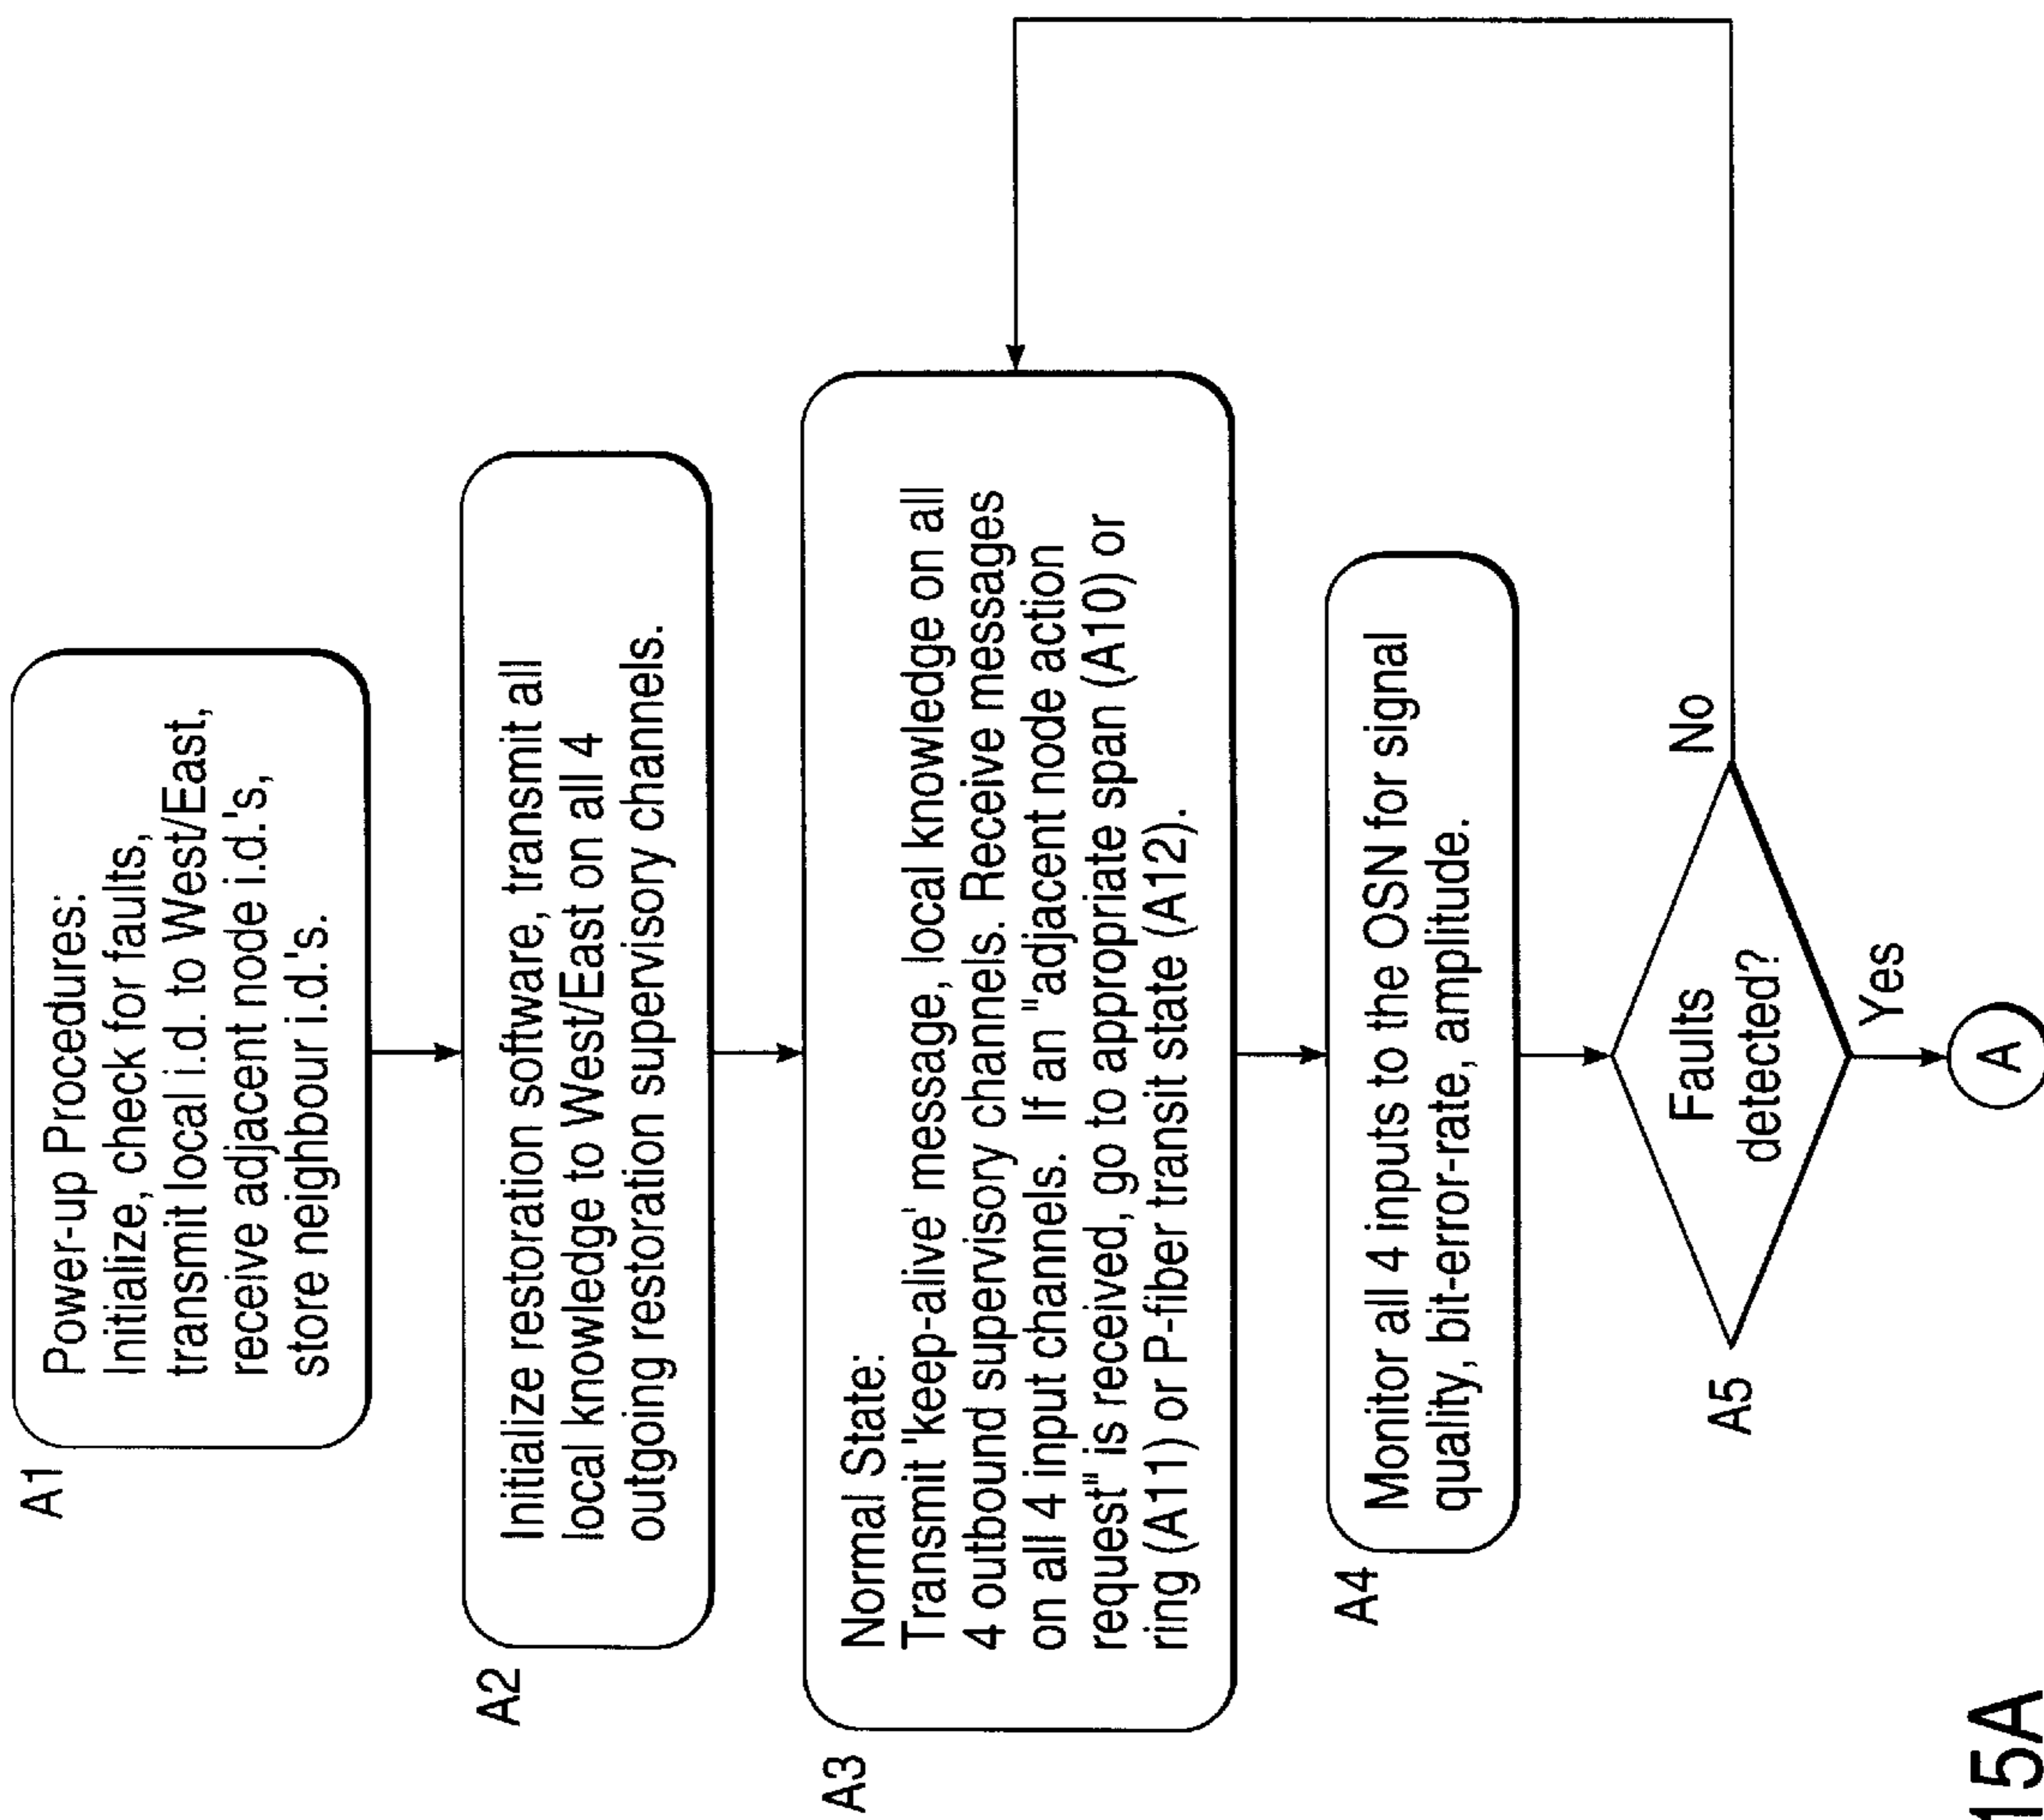 A1
Power-up Procedures:
Initialize, check for faults,
transmit local i.d. to West/East,
receive adjacent node i.d.'s,
store neighbour i.d.'s.
A2
Initialize restoration software, transmit all
local knowledge to West/East on all 4
outgoing restoration supervisory channels.
A3
Normal State:
Transmit 'keep-alive' message, local knowledge on all
4 outbound supervisory channels. Receive messages
on all 4 input channels. If an "adjacent node action
request" is received, go to appropriate span (A10) or
ring (A11) or P-fiber transit state (A12).
A4
Monitor all 4 inputs to the OSN for signal
quality, bit-error-rate, amplitude.
A5
Faults
detected?
No
Yes
A
15A